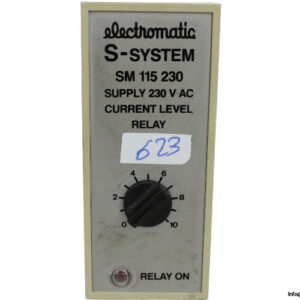 electromatic
S-SYSTEM
SM 115 230
SUPPLY 230 V AC
CURRENT LEVEL
RELAY
623
4 6
2 8
0 10
RELAY ON